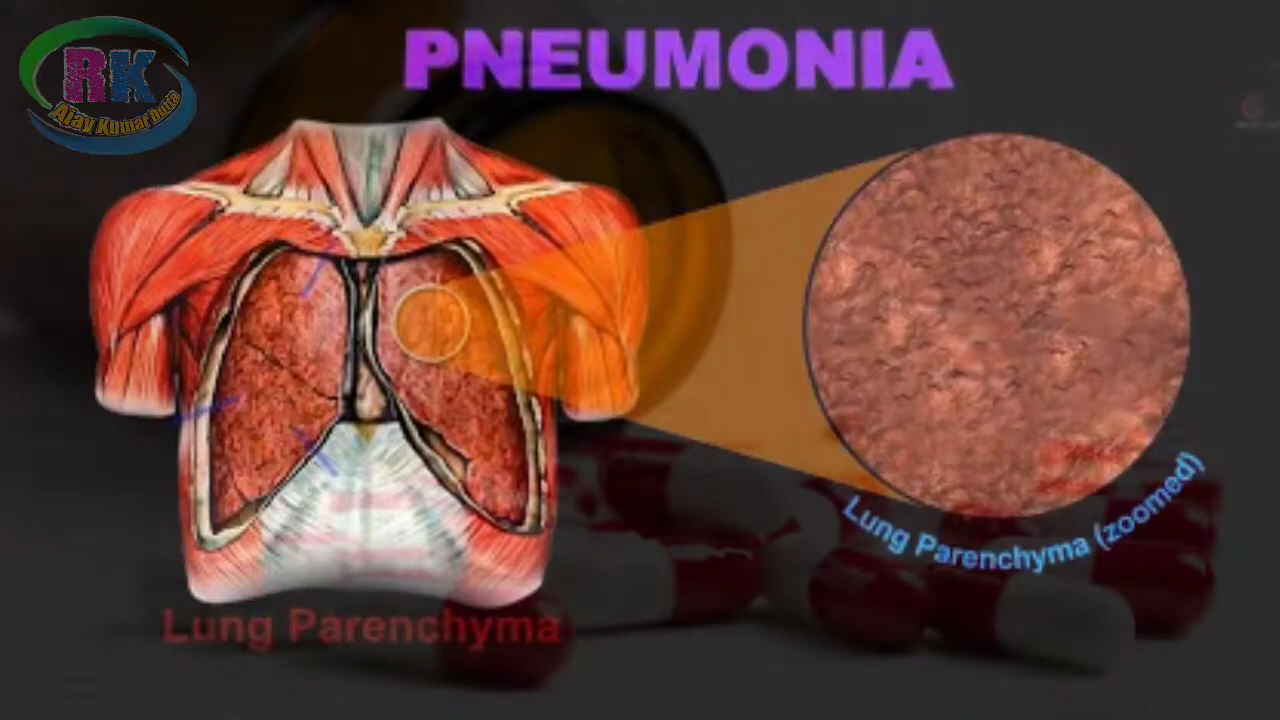 RK
Ajay Kumar Dutta
PNEUMONIA
Lung Parenchyma (zoomed)
Lung Parenchyma